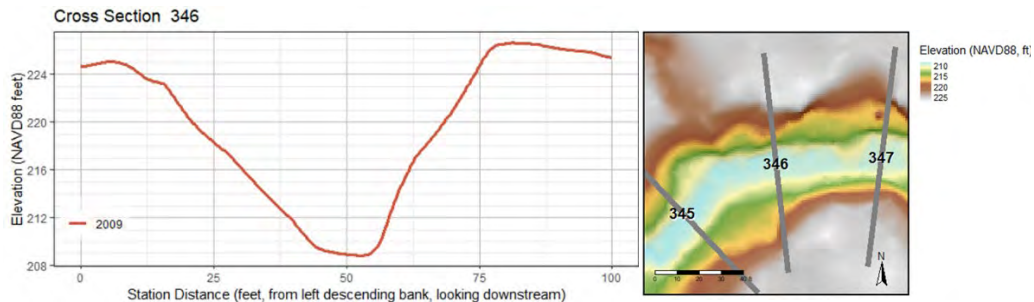 Cross Section 346
Elevation (NAVD88 feet)
224
220
216
212
208
2009
0 25 50 75 100
Station Distance (feet, from left descending bank, looking downstream)
345
346
347
N
Elevation (NAVD88, ft)
210
215
220
225